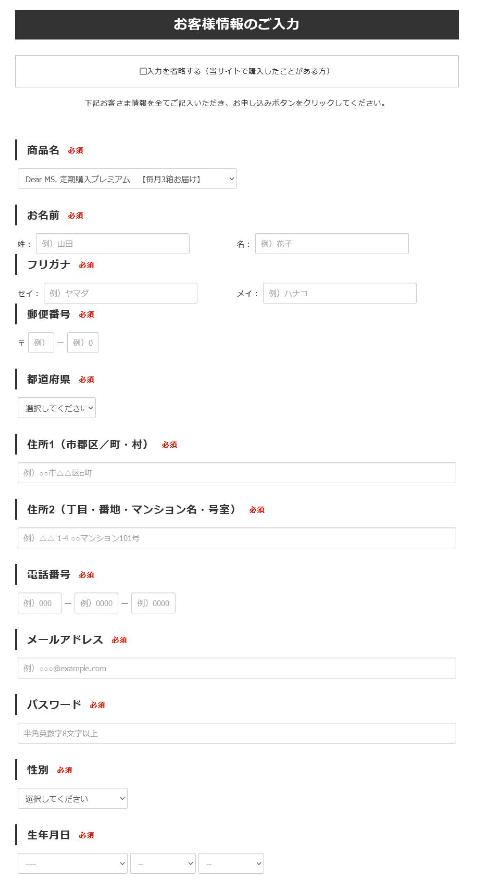 お客様情報のご入力
□入力を省略する（当サイトで購入したことがある方）
下記お客さま情報を全てご記入いただき、お申し込みボタンをクリックしてください。
商品名 必須
Dear MS. 定期購入プレミアム 【毎月3箱お届け】
お名前 必須
姓： 例）山田 名： 例）花子
フリガナ 必須
セイ： 例）ヤマダ メイ： 例）ハナコ
郵便番号 必須
〒 例） － 例）0
都道府県 必須
選択してください
住所1（市郡区／町・村） 必須
例）○○市△△区□町
住所2（丁目・番地・マンション名・号室） 必須
例）△△ 1-4 ○○マンション101号
電話番号 必須
例）000 － 例）0000 － 例）0000
メールアドレス 必須
例）○○○@example.com
パスワード 必須
半角英数字8文字以上
性別 必須
選択してください
生年月日 必須
---- -- --